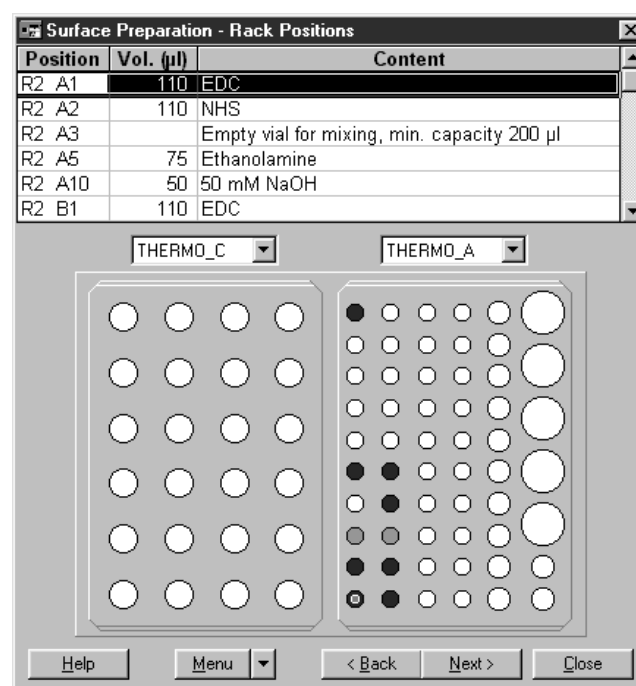 Surface Preparation - Rack Positions
Position Vol. (µl) Content
R2 A1 110 EDC
R2 A2 110 NHS
R2 A3 Empty vial for mixing, min. capacity 200 µl
R2 A5 75 Ethanolamine
R2 A10 50 50 mM NaOH
R2 B1 110 EDC
THERMO_C THERMO_A
Help Menu < Back Next > Close